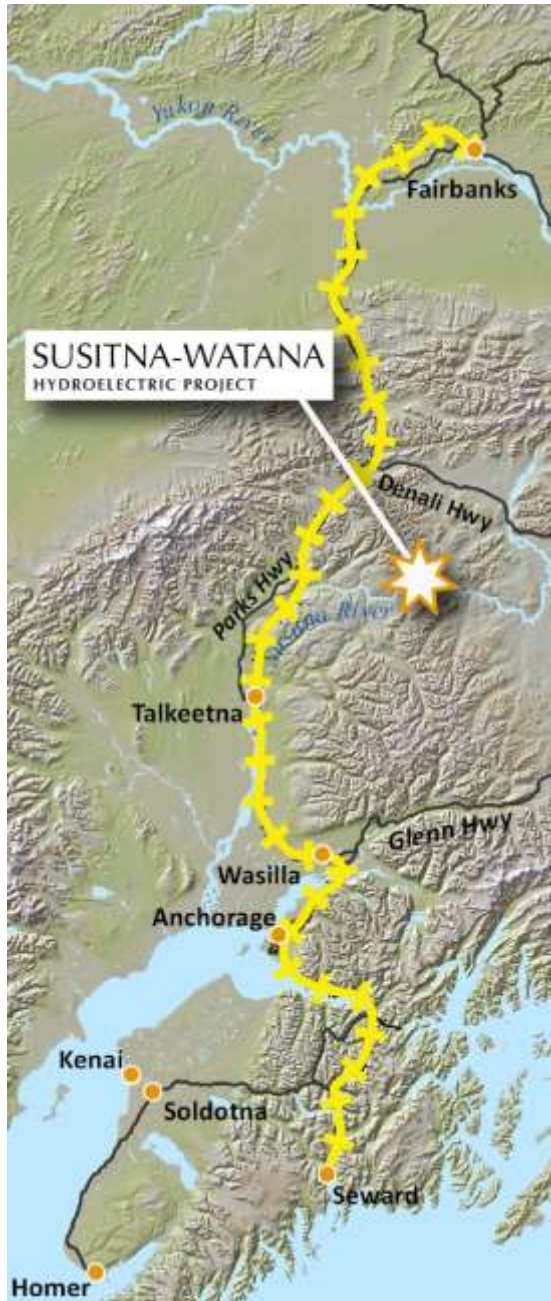 Yukon River
Fairbanks
SUSITNA-WATANA
HYDROELECTRIC PROJECT
Denali Hwy
Parks Hwy
Susitna River
Talkeetna
Glenn Hwy
Wasilla
Anchorage
Kenai
Soldotna
Seward
Homer